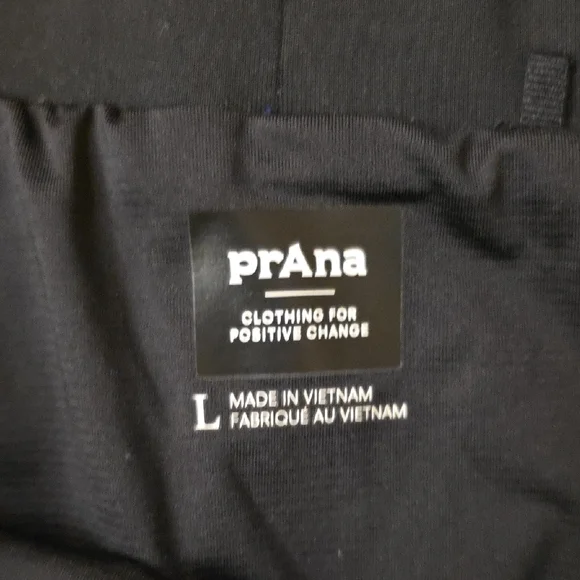 prAna
CLOTHING FOR
POSITIVE CHANGE
L
MADE IN VIETNAM
FABRIQUÉ AU VIETNAM